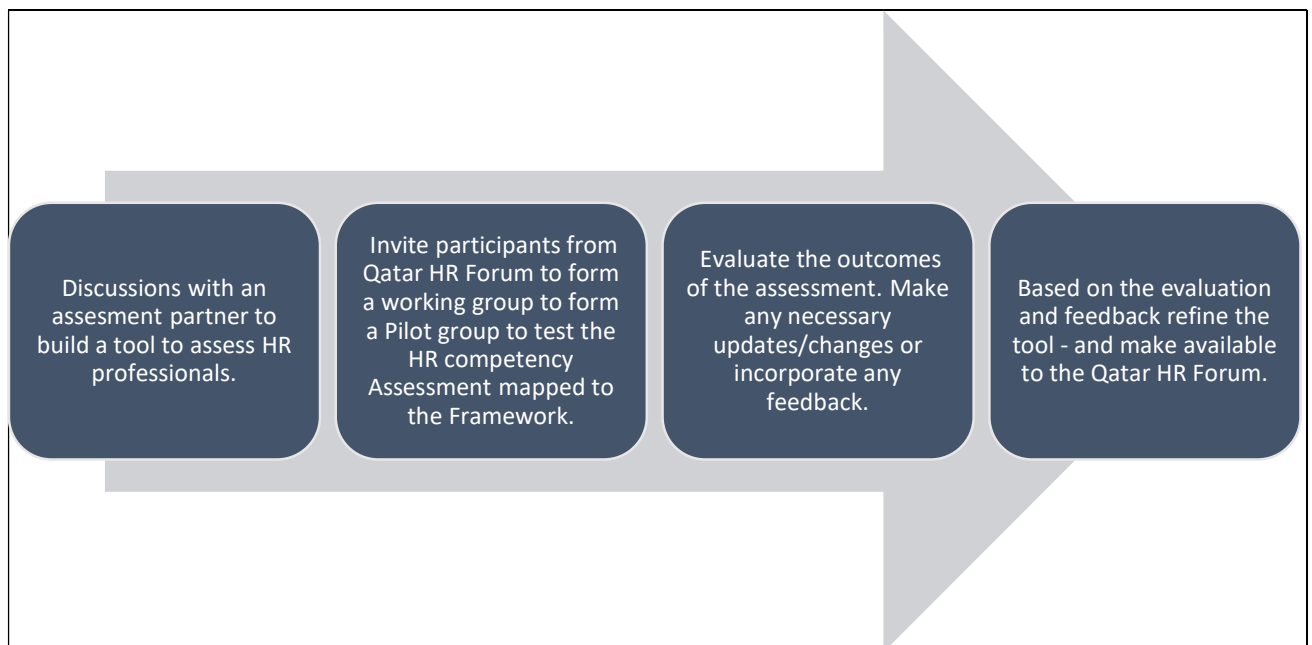 Discussions with an
assesment partner to
build a tool to assess HR
professionals.
Invite participants from
Qatar HR Forum to form
a working group to form
a Pilot group to test the
HR competency
Assessment mapped to
the Framework.
Evaluate the outcomes
of the assessment. Make
any necessary
updates/changes or
incorporate any
feedback.
Based on the evaluation
and feedback refine the
tool - and make available
to the Qatar HR Forum.